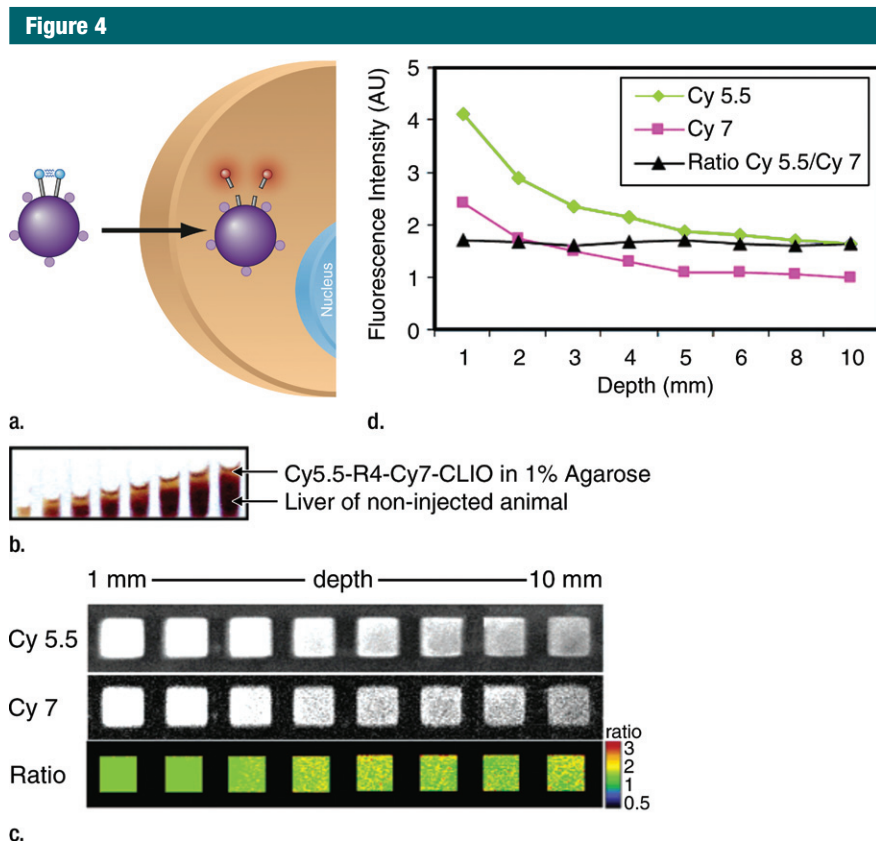 Figure 4
Nucleus
a.
Cy5.5-R4-Cy7-CLIO in 1% Agarose
Liver of non-injected animal
b.
1 mm depth 10 mm
Cy 5.5
Cy 7
Ratio
ratio
3
2
1
0.5
c.
Fluorescence Intensity (AU)
5
4
3
2
1
0
Cy 5.5
Cy 7
Ratio Cy 5.5/Cy 7
1 2 3 4 5 6 8 10
Depth (mm)
d.